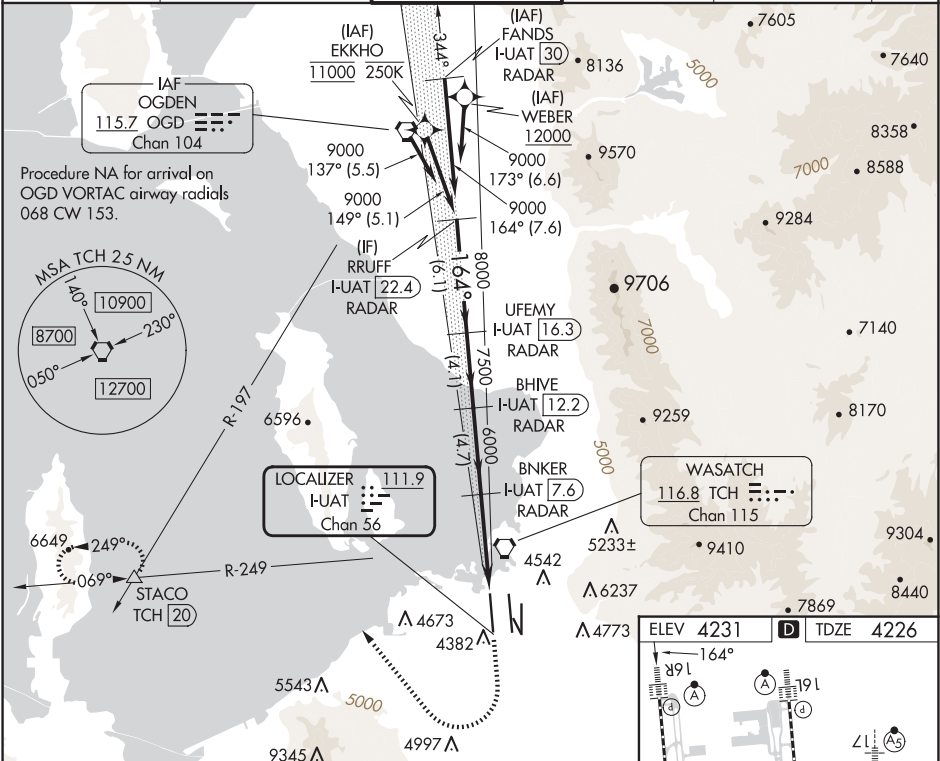 (IAF)
EKKHO
11000 250K
344°
(IAF)
FANDS
I-UAT 30
RADAR
(IAF)
WEBER
12000
7605
8136
5000
7640
IAF
OGDEN
115.7 OGD
Chan 104
9570
8358
7000
8588
9000
137° (5.5)
9000
173° (6.6)
Procedure NA for arrival on
OGD VORTAC airway radials
068 CW 153.
9000
149° (5.1)
9000
164° (7.6)
9284
(IF)
RRUFF
I-UAT 22.4
RADAR
(6.1)
164°
8000
MSA TCH 25 NM
140°
10900
8700
230°
050°
12700
9706
7000
UFEMY
I-UAT 16.3
RADAR
7140
(4.1)
7500
R-197
BHIVE
I-UAT 12.2
RADAR
6596
9259
8170
(4.7)
6000
5000
LOCALIZER 111.9
I-UAT
Chan 56
BNKER
I-UAT 7.6
RADAR
WASATCH
116.8 TCH
Chan 115
6649
249°
069°
STACO
TCH 20
R-249
4542
5233±
9410
9304
6237
8440
7869
4673
4382
4773
ELEV 4231
D
TDZE 4226
164°
16R
A
P
A
16L
P
17
A5
5543
5000
9345
4997